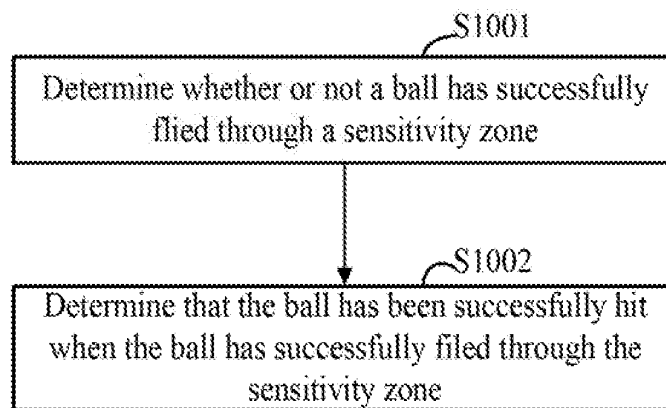 S1001
Determine whether or not a ball has successfully
flied through a sensitivity zone
S1002
Determine that the ball has been successfully hit
when the ball has successfully filed through the
sensitivity zone